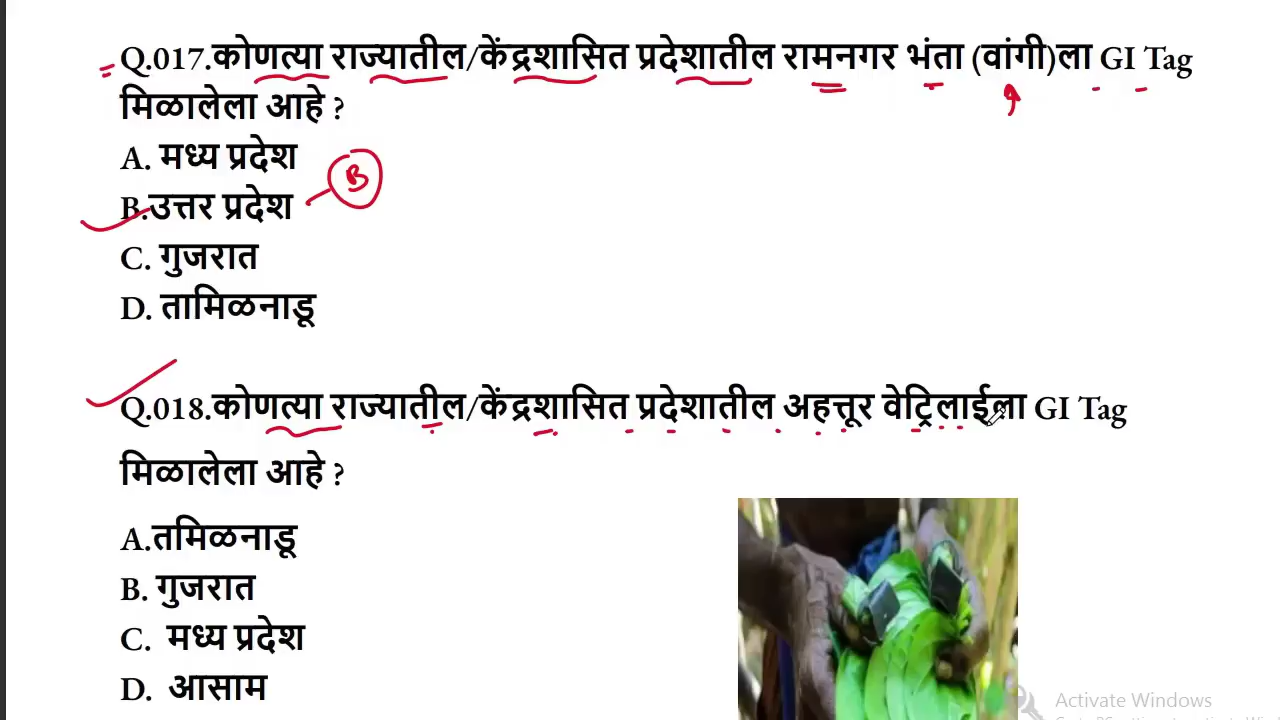 Q.017.कोणत्या राज्यातील/केंद्रशासित प्रदेशातील रामनगर भंता (वांगी)ला GI Tag
मिळालेला आहे ?
A. मध्य प्रदेश
B.उत्तर प्रदेश B
C. गुजरात
D. तामिळनाडू
Q.018.कोणत्या राज्यातील/केंद्रशासित प्रदेशातील अहत्तूर वेट्रिलाईला GI Tag
मिळालेला आहे ?
A.तमिळनाडू
B. गुजरात
C. मध्य प्रदेश
D. आसाम
Activate Windows